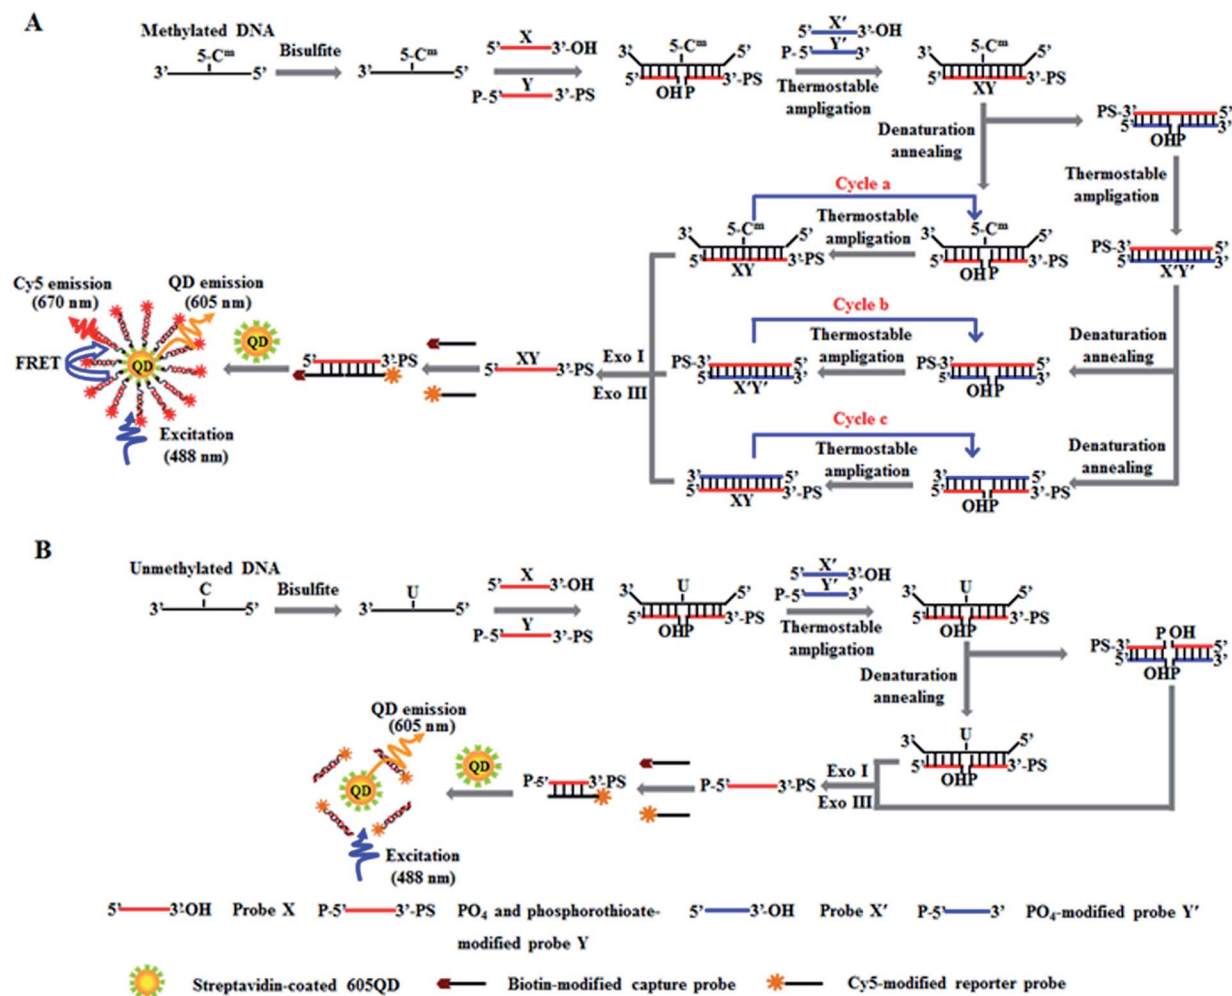 A
Methylated DNA
5-Cᵐ
3’ 5’
Bisulfite
5-Cᵐ
3’ 5’
X
5’ 3’-OH
Y
P-5’ 3’-PS
5-Cᵐ
3’ 5’
5’ 3’-PS
OH P
X′
5’ 3’-OH
Y′
P-5’ 3’
Thermostable
ampligation
5-Cᵐ
3’ 5’
5’ 3’-PS
XY
Denaturation
annealing
PS-3’ 5’
5’ 3’
OHP
Thermostable
ampligation
PS-3’ 5’
5’ 3’
X′Y′
Cycle a
5-Cᵐ
3’ 5’
5’ 3’-PS
XY
Thermostable
ampligation
5-Cᵐ
3’ 5’
5’ 3’-PS
OH P
Cycle b
PS-3’ 5’
5’ 3’
X′Y′
Thermostable
ampligation
PS-3’ 5’
5’ 3’
OHP
Denaturation
annealing
Cycle c
3’ 5’
5’ 3’-PS
XY
Thermostable
ampligation
3’ 5’
5’ 3’-PS
OHP
Denaturation
annealing
Exo I
Exo III
XY
5’ 3’-PS
5’ 3’-PS
QD
Cy5 emission
(670 nm)
QD emission
(605 nm)
FRET
QD
Excitation
(488 nm)
B
Unmethylated DNA
C
3’ 5’
Bisulfite
U
3’ 5’
X
5’ 3’-OH
Y
P-5’ 3’-PS
U
3’ 5’
5’ 3’-PS
OHP
X′
5’ 3’-OH
Y′
P-5’ 3’
Thermostable
ampligation
U
3’ 5’
5’ 3’-PS
OHP
Denaturation
annealing
P OH
PS-3’ 5’
5’ 3’
OHP
U
3’ 5’
5’ 3’-PS
OHP
Exo I
Exo III
P-5’ 3’-PS
P-5’ 3’-PS
QD
QD emission
(605 nm)
QD
Excitation
(488 nm)
5’ 3’-OH Probe X P-5’ 3’-PS PO₄ and phosphorothioate- 5’ 3’-OH Probe X′ P-5’ 3’ PO₄-modified probe Y′
modified probe Y
Streptavidin-coated 605QD Biotin-modified capture probe Cy5-modified reporter probe